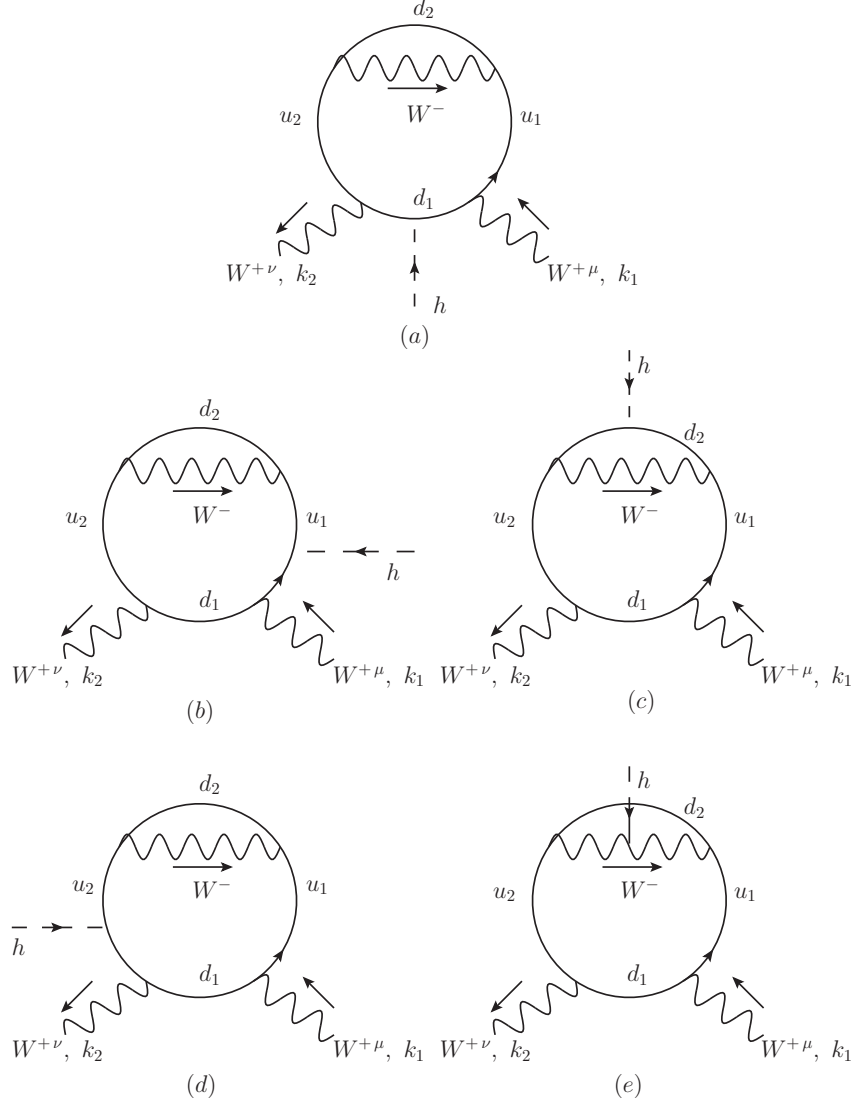 d₂
W⁻
u₂ u₁
d₁
W⁺ᵛ, k₂ W⁺ᵘ, k₁
h
(a)
h
d₂ d₂
W⁻ W⁻
u₂ u₁ u₂ u₁
h
d₁ d₁
W⁺ᵛ, k₂ W⁺ᵘ, k₁ W⁺ᵛ, k₂ W⁺ᵘ, k₁
(b) (c)
h
d₂ d₂
W⁻ W⁻
u₂ u₁ u₂ u₁
h
d₁ d₁
W⁺ᵛ, k₂ W⁺ᵘ, k₁ W⁺ᵛ, k₂ W⁺ᵘ, k₁
(d) (e)